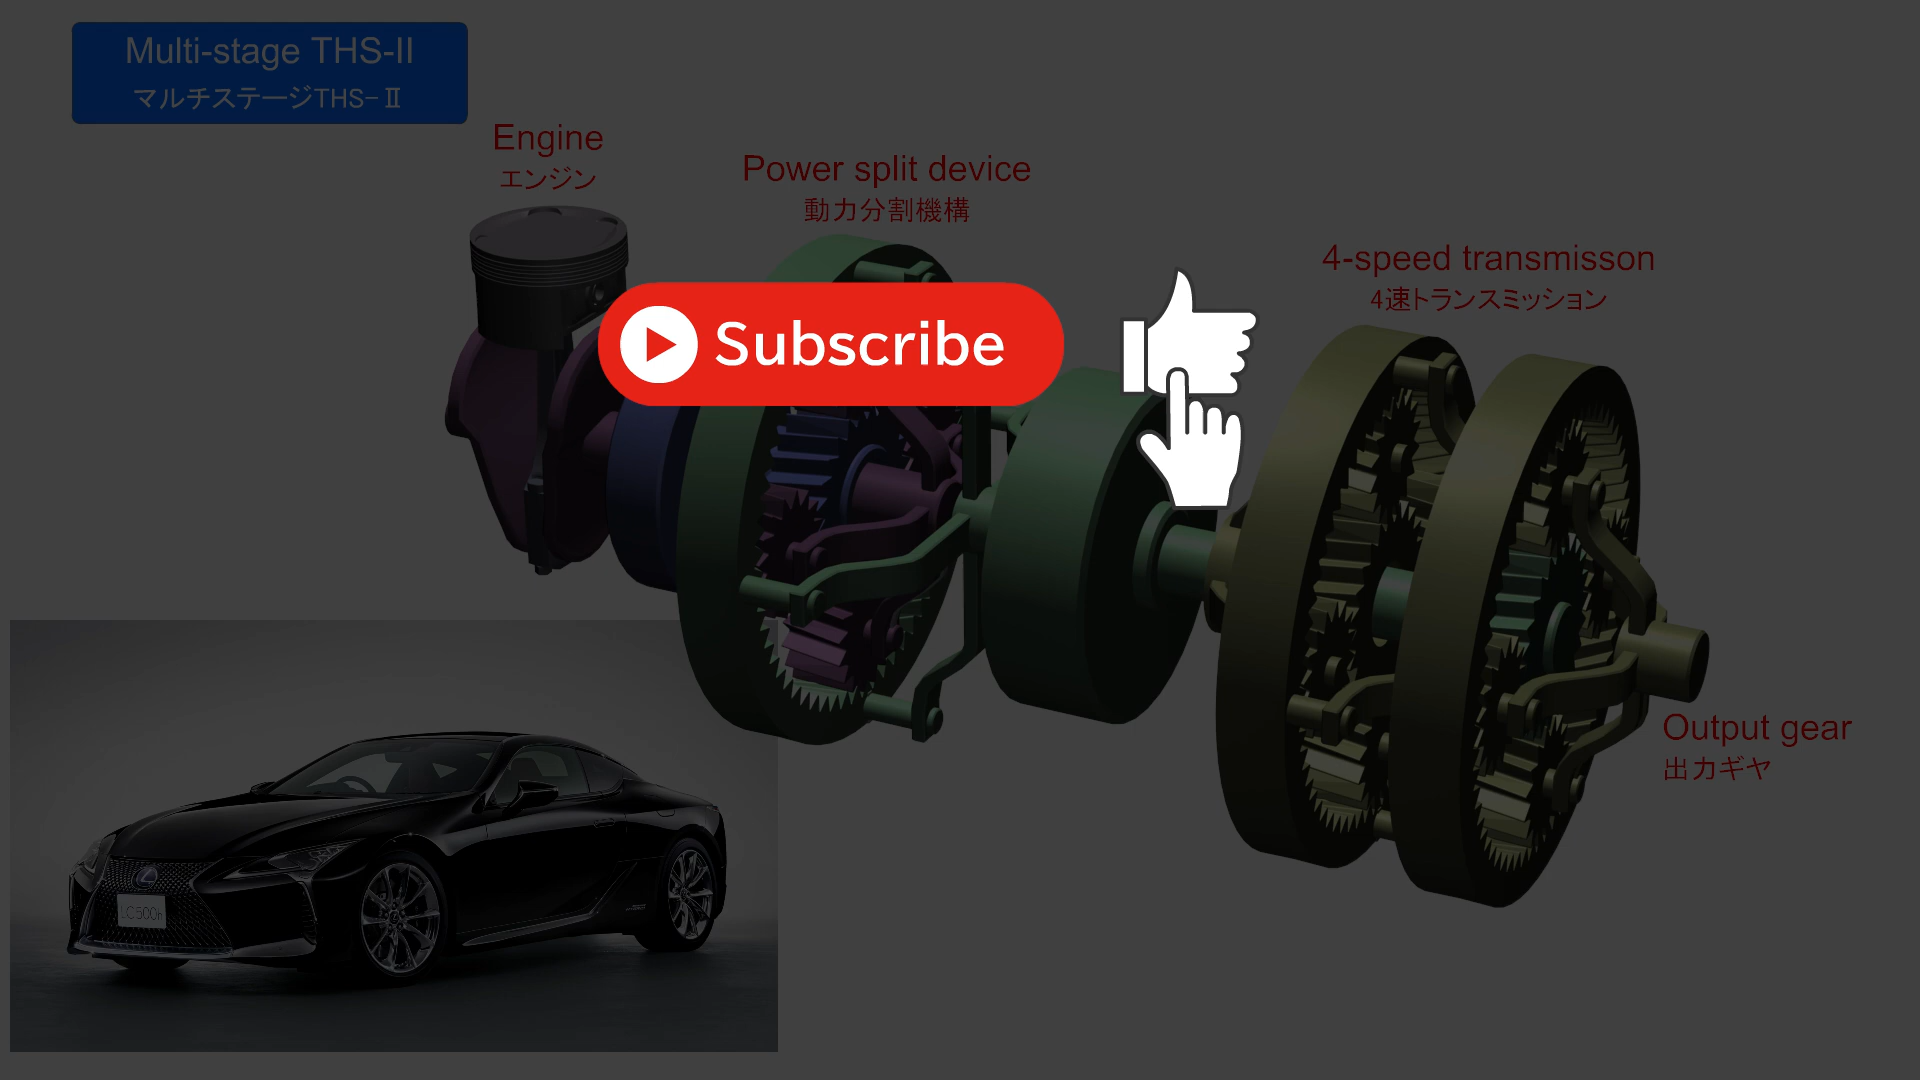 Multi-stage THS-II
マルチステージTHS-Ⅱ
Engine
エンジン
Power split device
動力分割機構
4-speed transmisson
4速トランスミッション
Subscribe
Output gear
出力ギヤ
LC500h